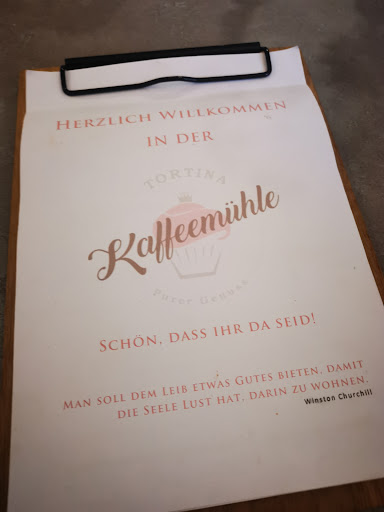 Herzlich Willkommen
in der
TORTINA
Kaffeemühle
Purer Genuss
Schön, dass ihr da seid!
Man soll dem Leib etwas Gutes bieten, damit
die Seele Lust hat, darin zu wohnen.
Winston Churchill